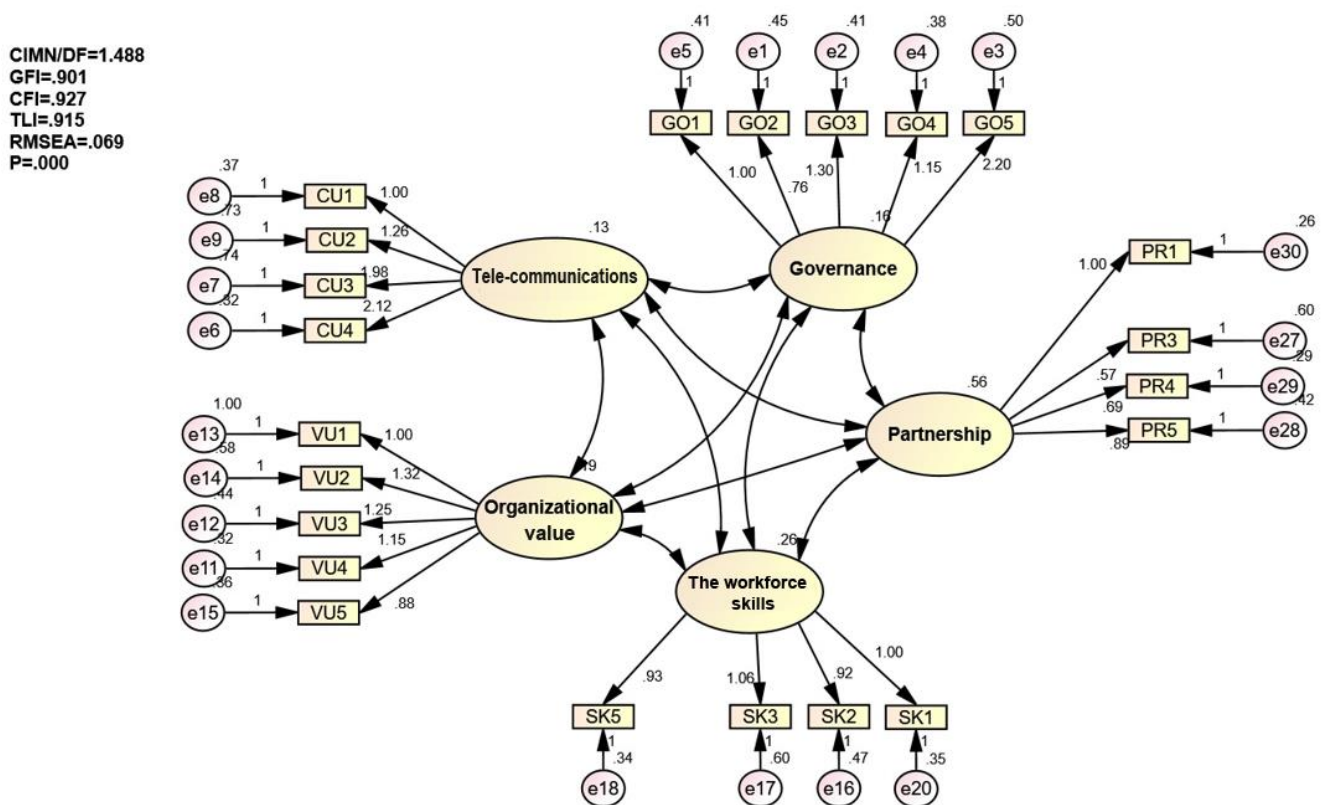 CIMN/DF=1.488
GFI=.901
CFI=.927
TLI=.915
RMSEA=.069
P=.000
.41 .45 .41 .38 .50
e5 e1 e2 e4 e3
1 1 1 1 1
GO1 GO2 GO3 GO4 GO5
1.00 .76 1.30 1.15 2.20
.16
Governance
.37
e8 1 CU1 1.00
.73
e9 1 CU2 1.26
.74
e7 1 CU3 1.98
.32
e6 1 CU4 2.12
.13
Tele-communications
.26
1.00 PR1 1 e30
.60
PR3 1 e27
.57
.29
PR4 1 e29
.69
.42
PR5 1 e28
.89
.56
Partnership
1.00
e13 1 VU1 1.00
.58
e14 1 VU2 1.32
.44
e12 1 VU3 1.25
.32
e11 1 VU4 1.15
.36
e15 1 VU5 .88
Organizational
value
.26
The workforce
skills
.93 1.06 .92 1.00
SK5 SK3 SK2 SK1
1 1 1 1
.34 .60 .47 .35
e18 e17 e16 e20